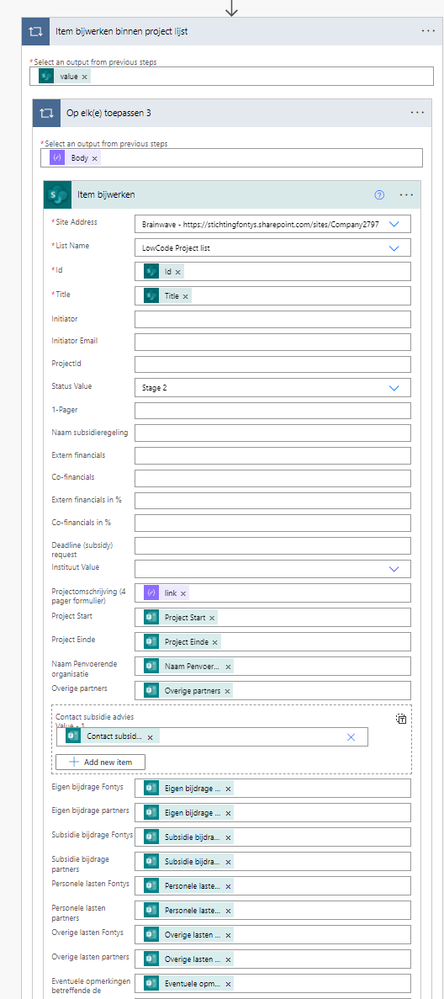 Item bijwerken binnen project lijst
* Select an output from previous steps
value ×
Op elk(e) toepassen 3
* Select an output from previous steps
Body ×
Item bijwerken
* Site Address
Brainwave - https://stichtingfontys.sharepoint.com/sites/Company2797
* List Name
LowCode Project list
* Id
Id ×
* Title
Title ×
Initiator
Initiator Email
ProjectId
Status Value
Stage 2
1-Pager
Naam subsidieregeling
Extern financials
Co-financials
Extern financials in %
Co-financials in %
Deadline (subsidy)
request
Instituut Value
Projectomschrijving (4
pager formulier)
link ×
Project Start
Project Start ×
Project Einde
Project Einde ×
Naam Penvoerende
organisatie
Naam Penvoer... ×
Overige partners
Overige partners ×
Contact subsidie advies
Value - 1
Contact subsid... ×
Add new item
Eigen bijdrage Fontys
Eigen bijdrage ... ×
Eigen bijdrage partners
Eigen bijdrage ... ×
Subsidie bijdrage Fontys
Subsidie bijdra... ×
Subsidie bijdrage
partners
Subsidie bijdra... ×
Personele lasten Fontys
Personele laste... ×
Personele lasten
partners
Personele laste... ×
Overige lasten Fontys
Overige lasten ... ×
Overige lasten partners
Overige lasten ... ×
Eventuele opmerkingen
betreffende de
Eventuele opm... ×